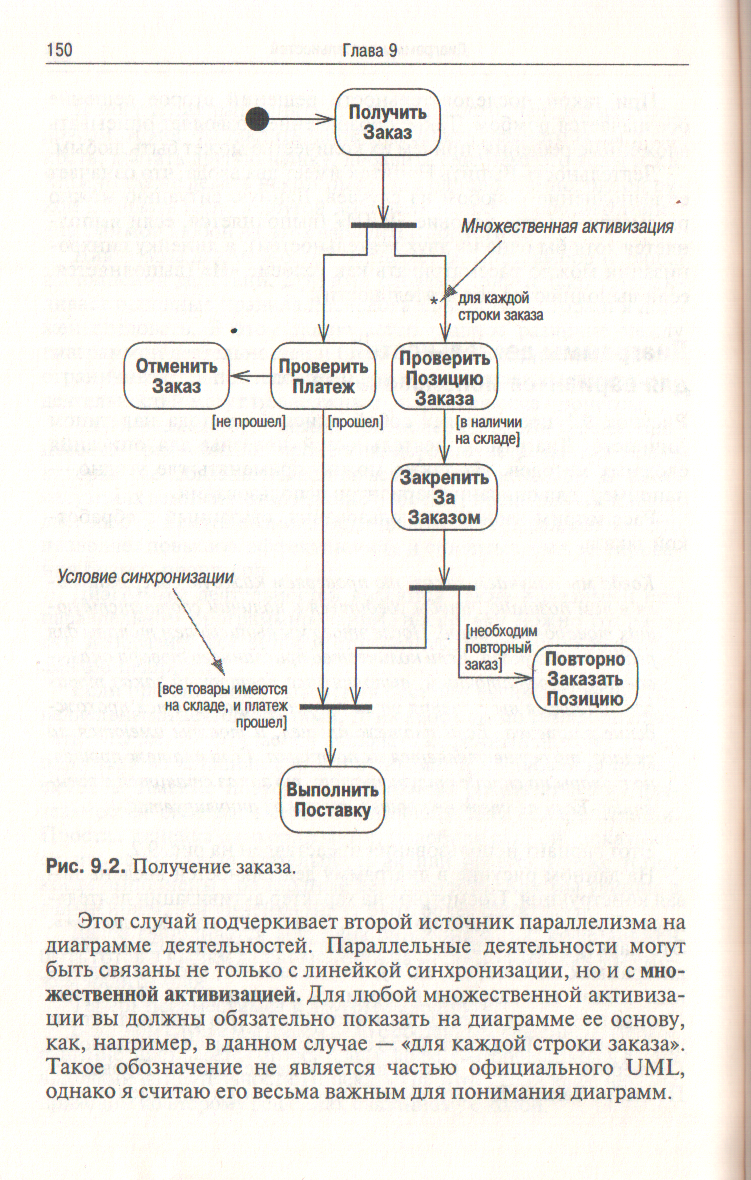 150
Глава 9
Получить
Заказ
Множественная активизация
* для каждой
строки заказа
Отменить
Заказ
Проверить
Платеж
Проверить
Позицию
Заказа
[не прошел]
[прошел]
[в наличии
на складе]
Закрепить
За
Заказом
Условие синхронизации
[необходим
повторный
заказ]
Повторно
Заказать
Позицию
[все товары имеются
на складе, и платеж
прошел]
Выполнить
Поставку
Рис. 9.2. Получение заказа.
Этот случай подчеркивает второй источник параллелизма на
диаграмме деятельностей. Параллельные деятельности могут
быть связаны не только с линейкой синхронизации, но и с мно-
жественной активизацией. Для любой множественной активиза-
ции вы должны обязательно показать на диаграмме ее основу,
как, например, в данном случае — «для каждой строки заказа».
Такое обозначение не является частью официального UML,
однако я считаю его весьма важным для понимания диаграмм.